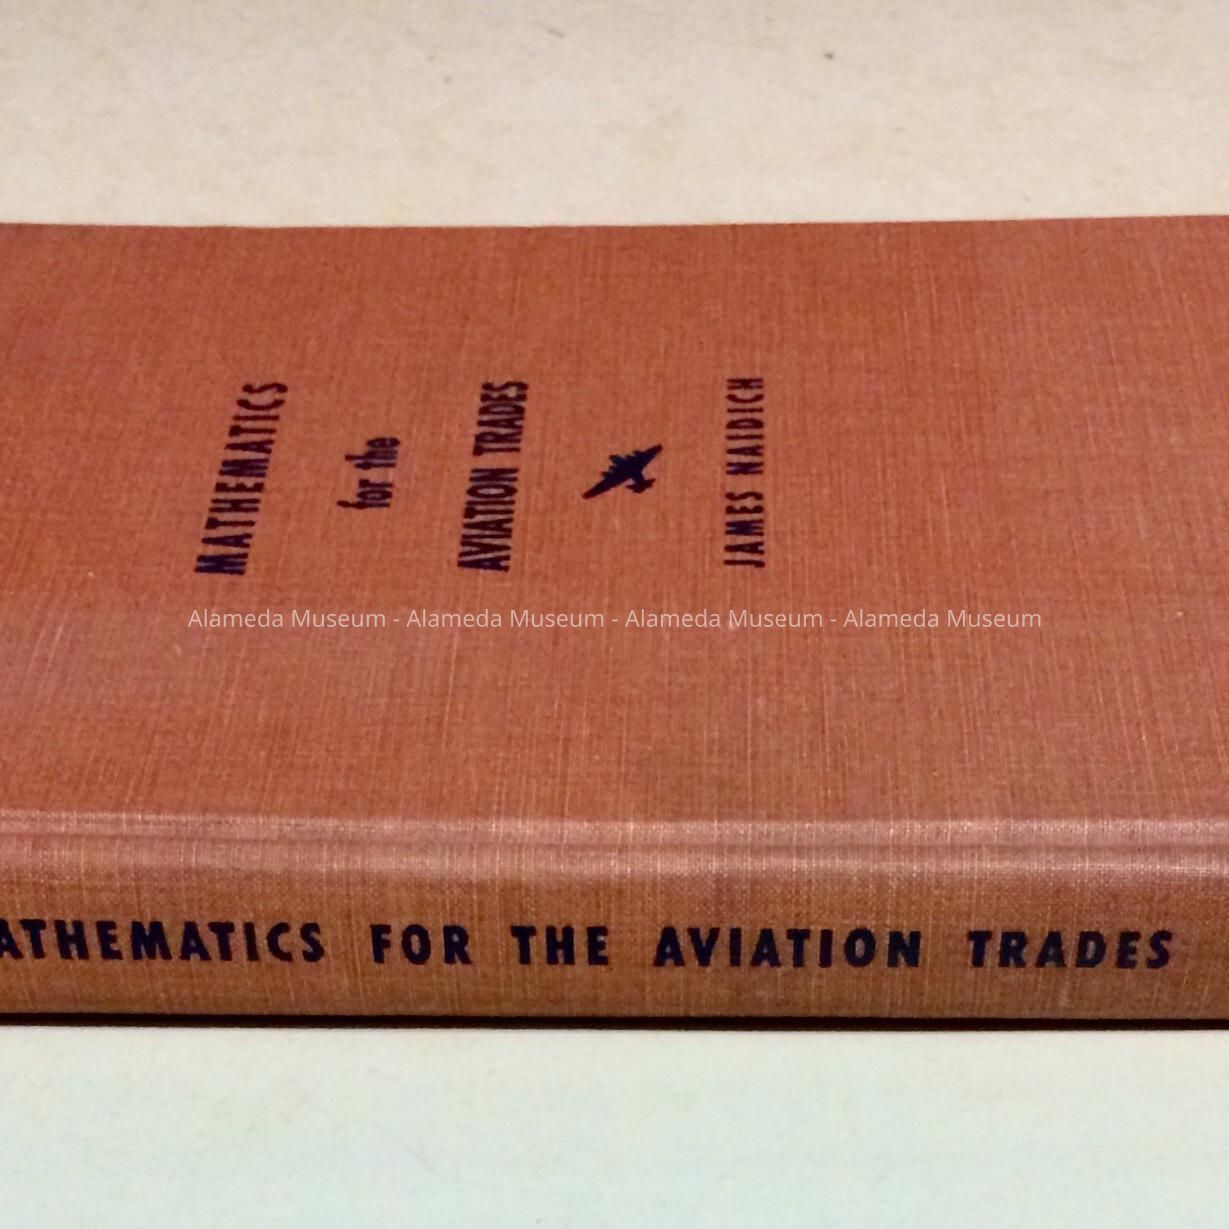 MATHEMATICS
for the
AVIATION TRADES
JAMES NAIDICH
Alameda Museum - Alameda Museum - Alameda Museum - Alameda Museum
ATHEMATICS FOR THE AVIATION TRADES